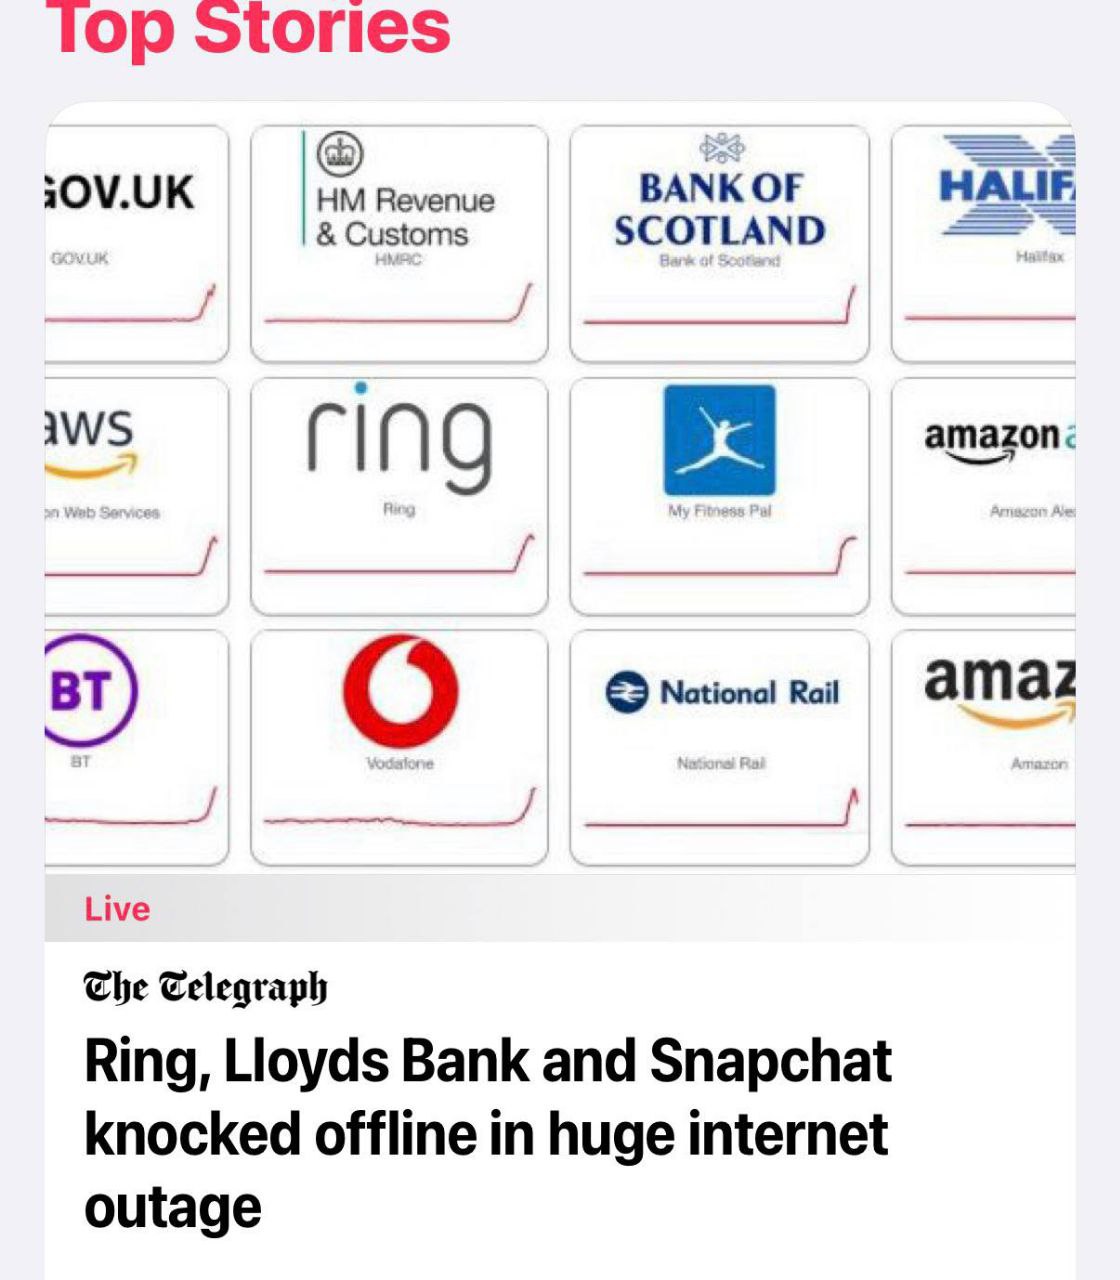 Top Stories
GOV.UK
GOV.UK
HM Revenue
& Customs
HMRC
BANK OF
SCOTLAND
Bank of Scotland
HALIF
Halifax
aws
on Web Services
ring
Ring
My Fitness Pal
amazon a
Amazon Ale
BT
BT
Vodafone
National Rail
National Rail
amaz
Amazon
Live
The Telegraph
Ring, Lloyds Bank and Snapchat
knocked offline in huge internet
outage